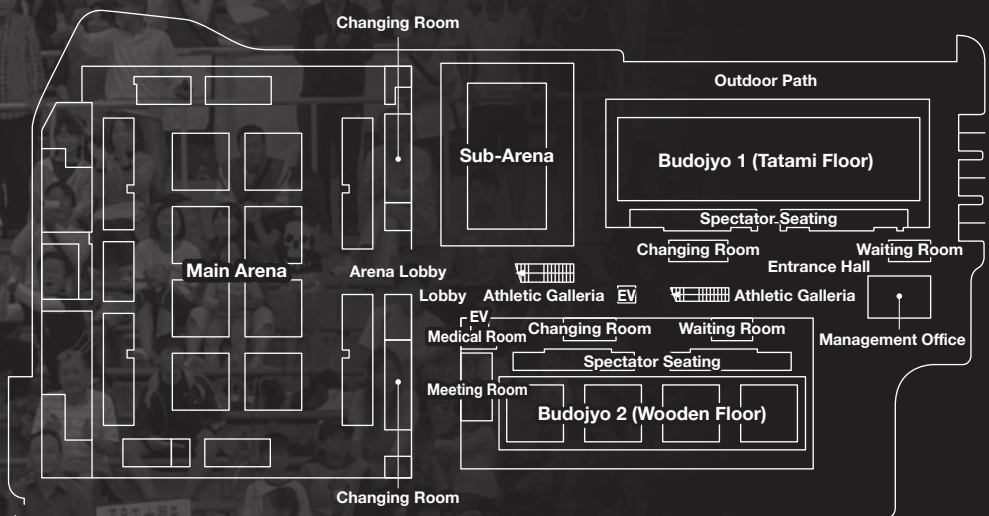 Changing Room
Outdoor Path
Sub-Arena
Budojyo 1 (Tatami Floor)
Spectator Seating
Changing Room
Waiting Room
Main Arena
Arena Lobby
Entrance Hall
Lobby
Athletic Galleria
EV
Athletic Galleria
EV
Medical Room
Changing Room
Waiting Room
Management Office
Spectator Seating
Meeting Room
Budojyo 2 (Wooden Floor)
Changing Room